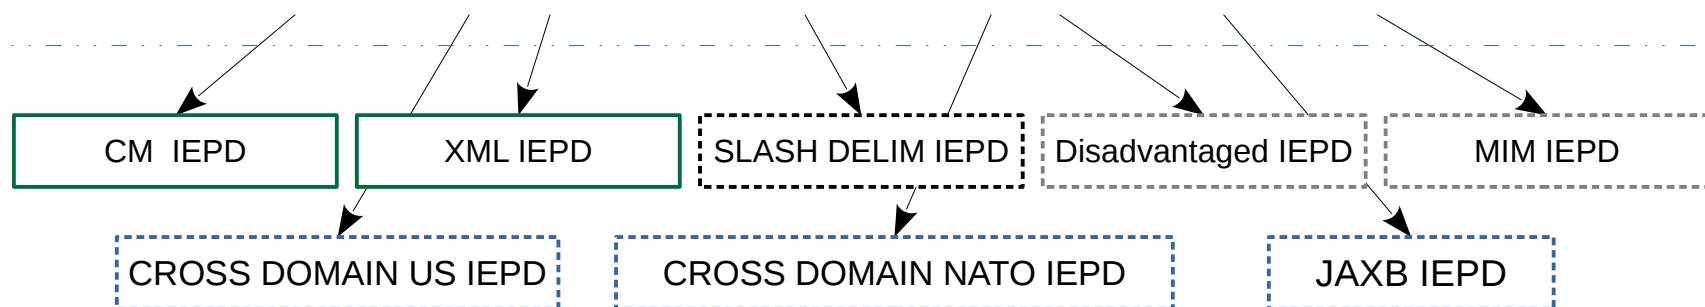 CM  IEPD
XML IEPD
SLASH DELIM IEPD
Disadvantaged IEPD
MIM IEPD
CROSS DOMAIN US IEPD
CROSS DOMAIN NATO IEPD
JAXB IEPD